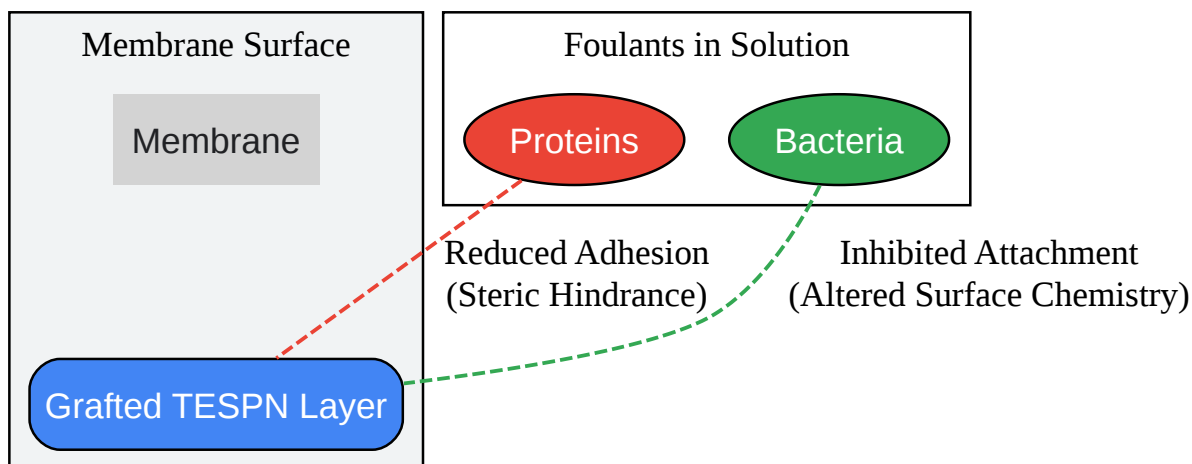 Membrane Surface
Foulants in Solution
Membrane
Proteins
Bacteria
Reduced Adhesion
(Steric Hindrance)
Inhibited Attachment
(Altered Surface Chemistry)
Grafted TESPN Layer